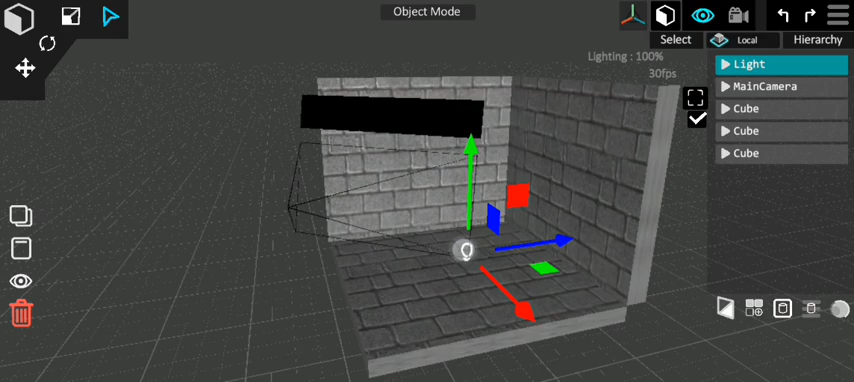 Object Mode
Select
Local
Hierarchy
Lighting : 100%
30fps
Light
MainCamera
Cube
Cube
Cube